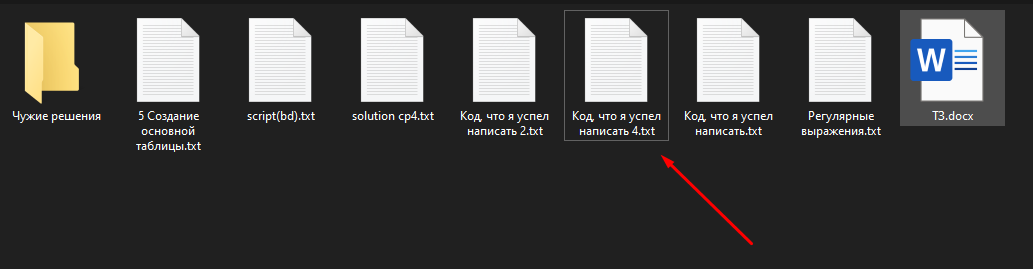 Чужие решения
5 Создание
основной
таблицы.txt
script(bd).txt
solution cp4.txt
Код, что я успел
написать 2.txt
Код, что я успел
написать 4.txt
Код, что я успел
написать.txt
Регулярные
выражения.txt
W
ТЗ.docx